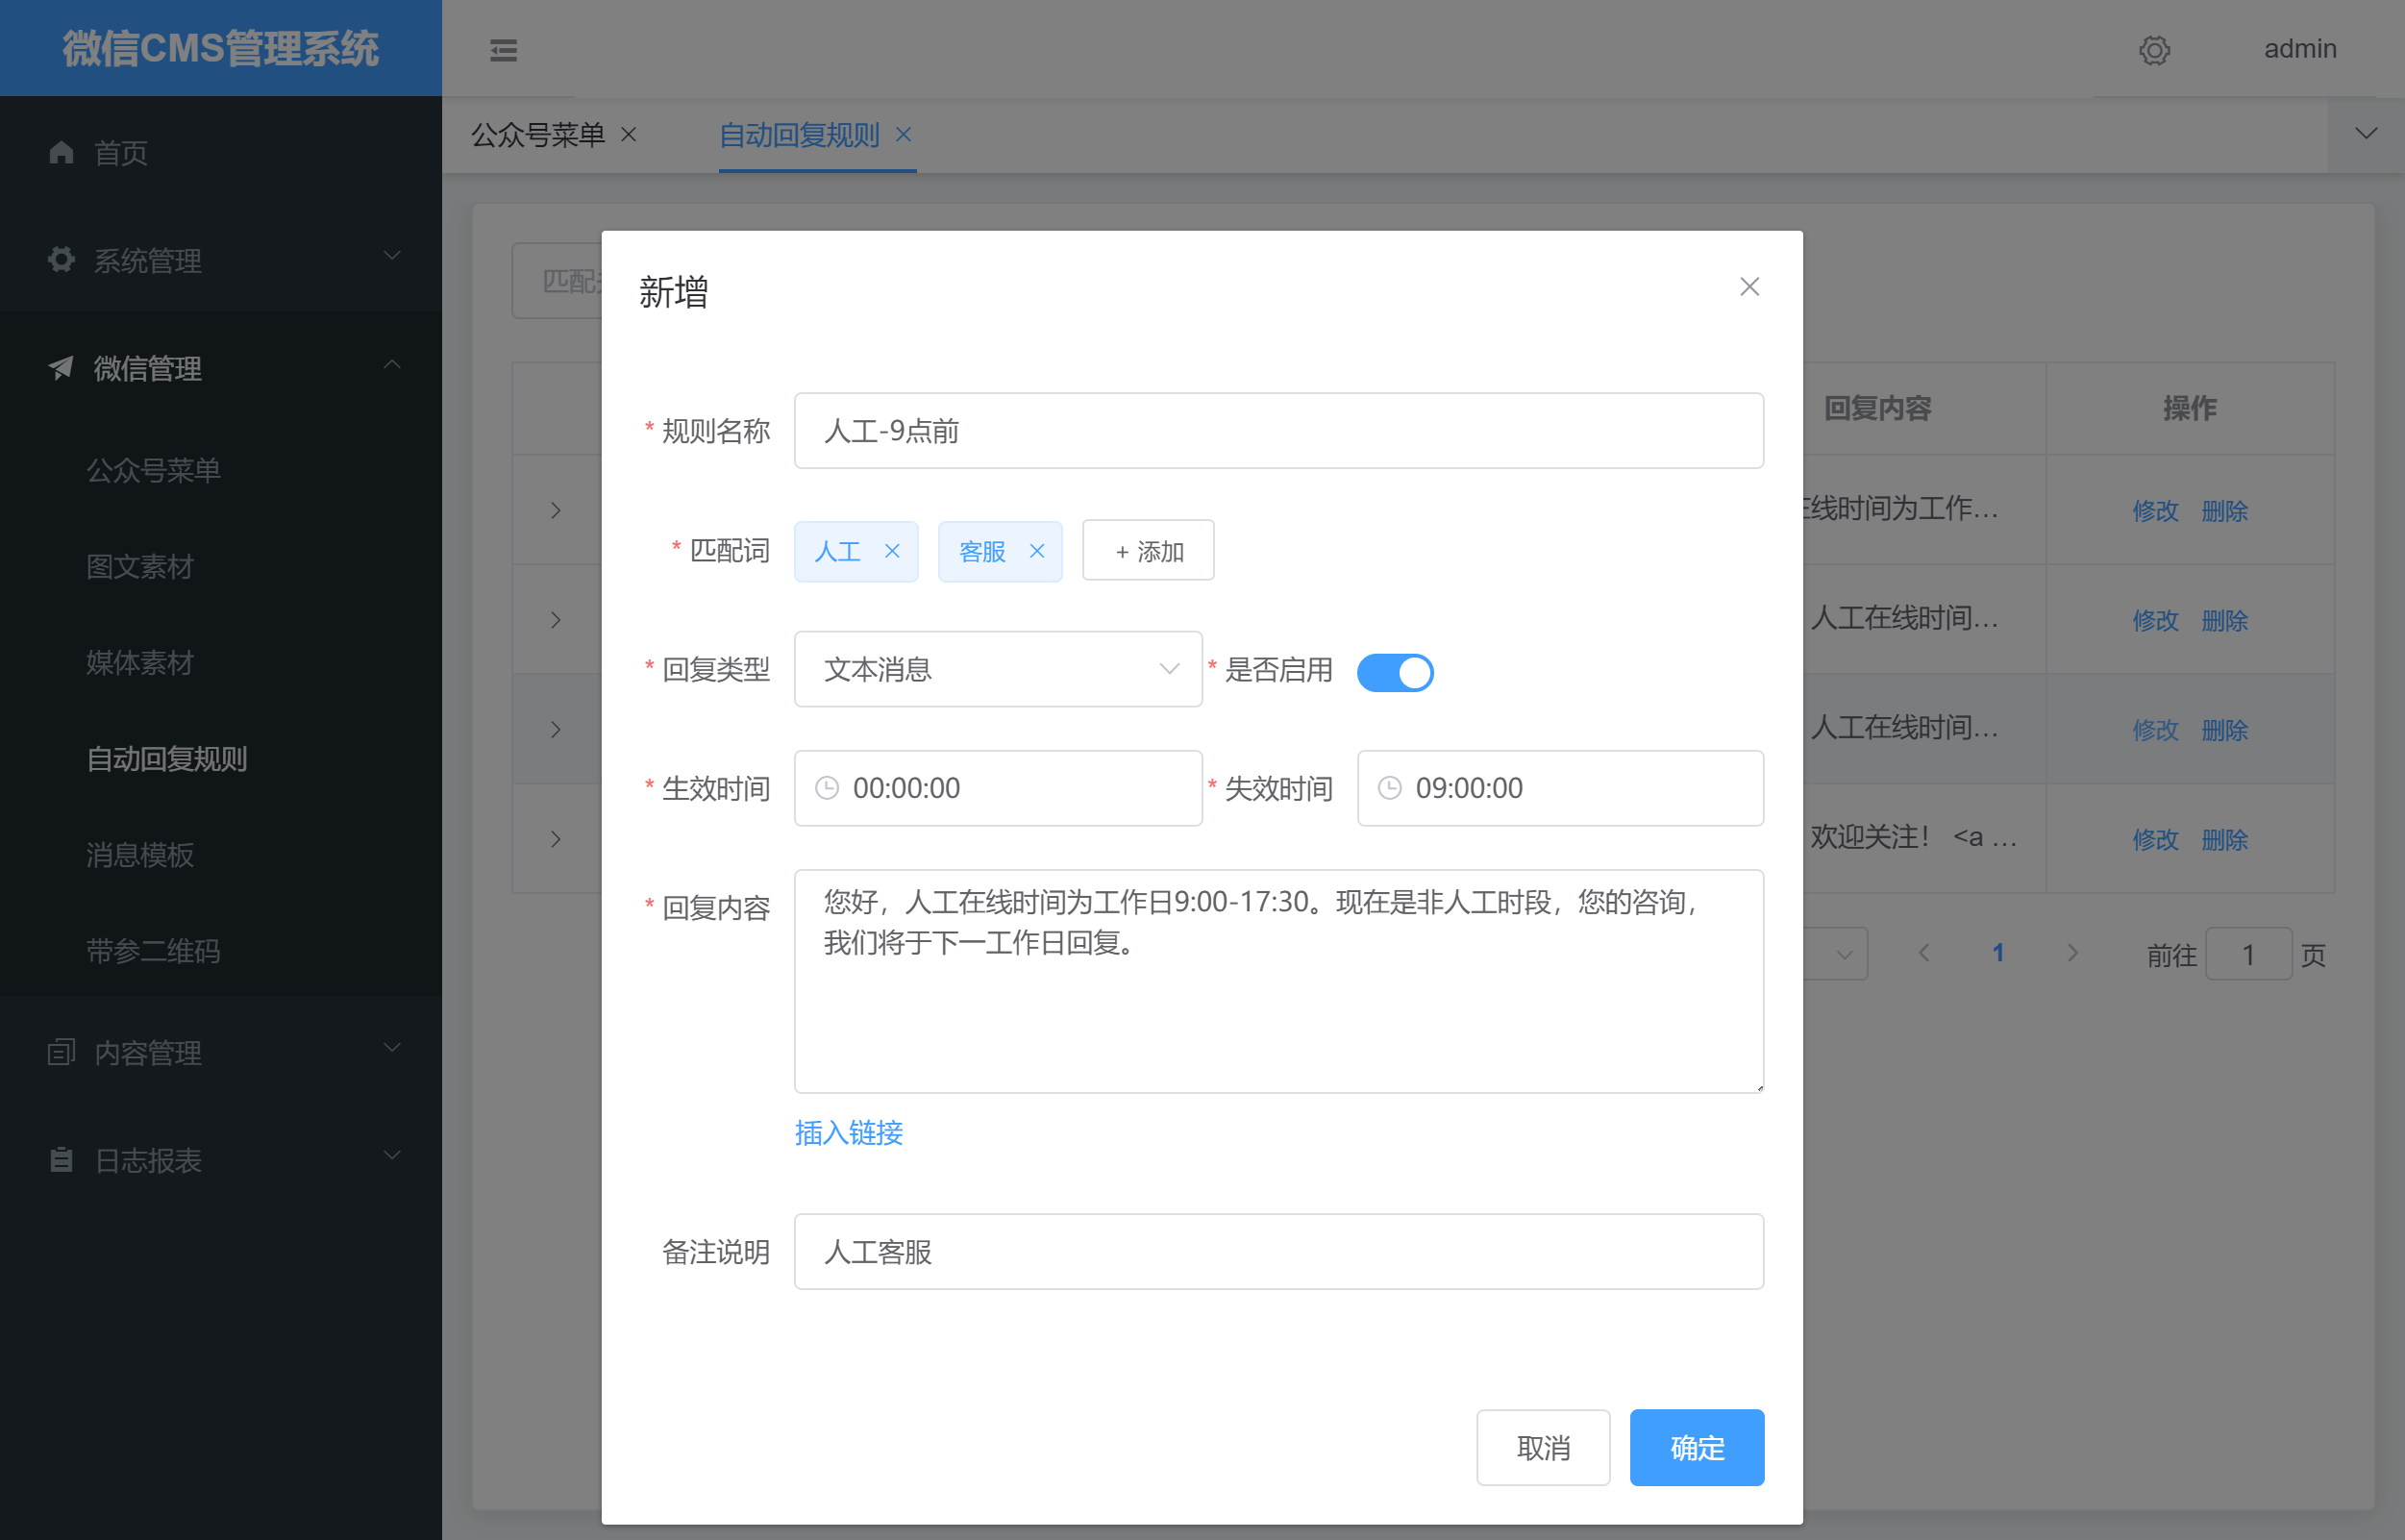 微信CMS管理系统
admin
首页
系统管理
微信管理
公众号菜单
图文素材
媒体素材
自动回复规则
消息模板
带参二维码
内容管理
日志报表
公众号菜单
自动回复规则
匹配
回复内容
操作
线时间为工作...
修改 删除
人工在线时间...
修改 删除
人工在线时间...
修改 删除
欢迎关注！ <a ...
修改 删除
1
前往 1 页
新增
* 规则名称 人工-9点前
* 匹配词 人工 客服 + 添加
* 回复类型 文本消息 * 是否启用
* 生效时间 00:00:00 * 失效时间 09:00:00
* 回复内容 您好，人工在线时间为工作日9:00-17:30。现在是非人工时段，您的咨询，
我们将于下一工作日回复。
插入链接
备注说明 人工客服
取消 确定